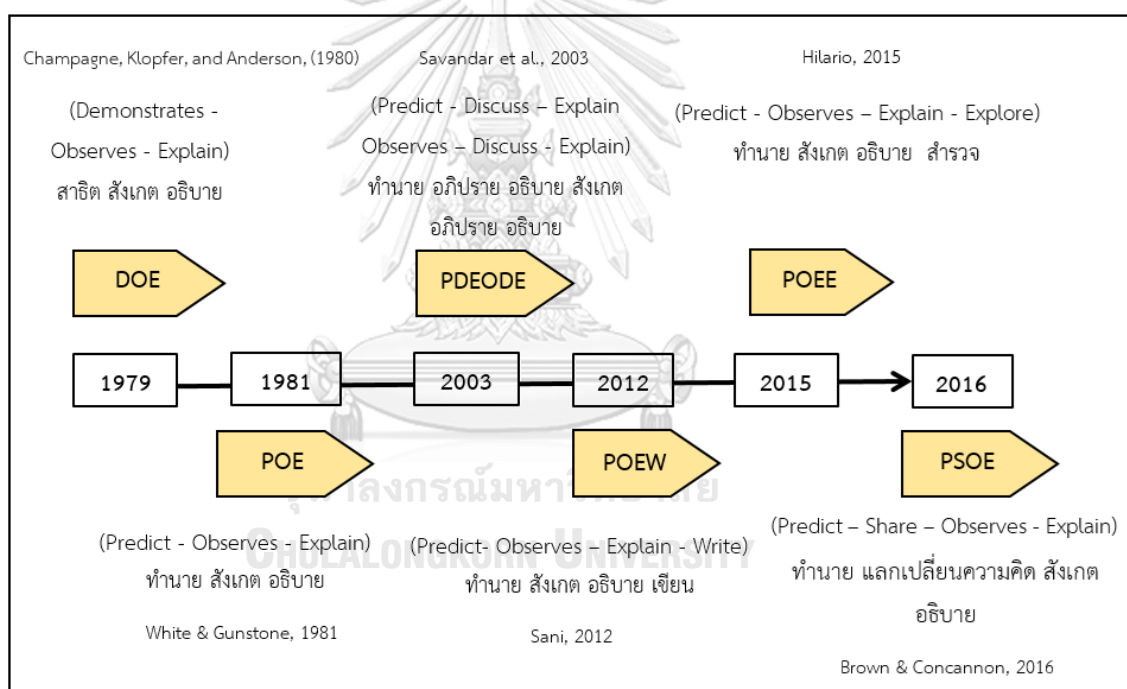 Champagne, Klopfer, and Anderson, (1980)
(Demonstrates -
Observes - Explain)
สาธิต สังเกต อธิบาย
Savandar et al., 2003
(Predict - Discuss – Explain
Observes – Discuss - Explain)
ทำนาย อภิปราย อธิบาย สังเกต
อภิปราย อธิบาย
Hilario, 2015
(Predict - Observes – Explain - Explore)
ทำนาย สังเกต อธิบาย สำรวจ
DOE
PDEODE
POEE
1979
1981
2003
2012
2015
2016
POE
POEW
PSOE
(Predict - Observes - Explain)
ทำนาย สังเกต อธิบาย
White & Gunstone, 1981
(Predict- Observes – Explain - Write)
ทำนาย สังเกต อธิบาย เขียน
Sani, 2012
(Predict – Share – Observes - Explain)
ทำนาย แลกเปลี่ยนความคิด สังเกต
อธิบาย
Brown & Concannon, 2016
CHULALONGKORN UNIVERSITY